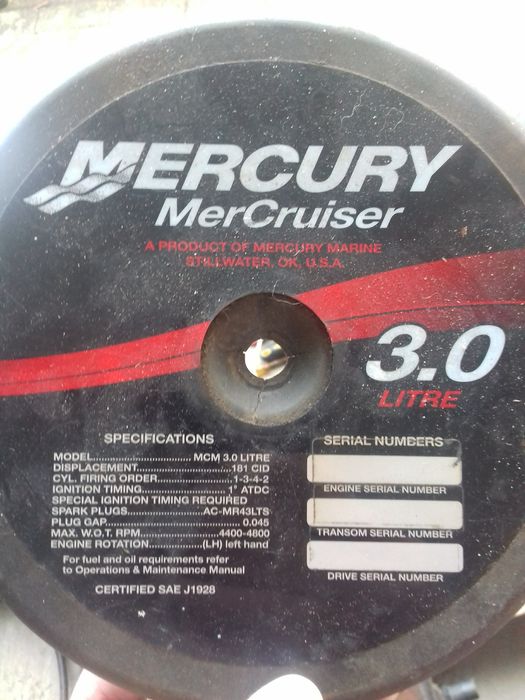 MERCURY
MerCruiser
A PRODUCT OF MERCURY MARINE
STILLWATER, OK, U.S.A.
3.0
LITRE
SPECIFICATIONS
MODEL.......................... MCM 3.0 LITRE
DISPLACEMENT........................181 CID
CYL. FIRING ORDER.....................1-3-4-2
IGNITION TIMING.....................1° ATDC
SPECIAL IGNITION TIMING REQUIRED
SPARK PLUGS...................AC-MR43LTS
PLUG GAP................................0.045
MAX. W.O.T. RPM...................4400-4800
ENGINE ROTATION...........(LH) left hand
For fuel and oil requirements refer
to Operations & Maintenance Manual
CERTIFIED SAE J1928
SERIAL NUMBERS
ENGINE SERIAL NUMBER
TRANSOM SERIAL NUMBER
DRIVE SERIAL NUMBER